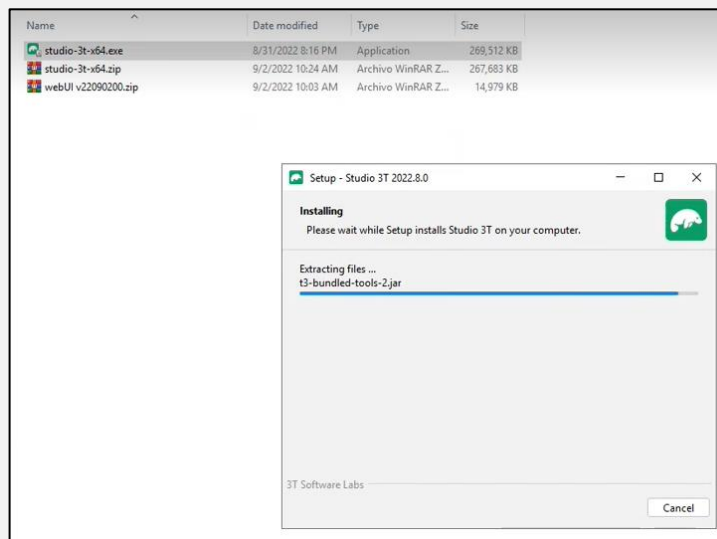 Name Date modified Type Size
studio-3t-x64.exe 8/31/2022 8:16 PM Application 269,512 KB
studio-3t-x64.zip 9/2/2022 10:24 AM Archivo WinRAR Z... 267,683 KB
webUI v22090200.zip 9/2/2022 10:03 AM Archivo WinRAR Z... 14,979 KB
Setup - Studio 3T 2022.8.0
Installing
Please wait while Setup installs Studio 3T on your computer.
Extracting files ...
t3-bundled-tools-2.jar
3T Software Labs
Cancel